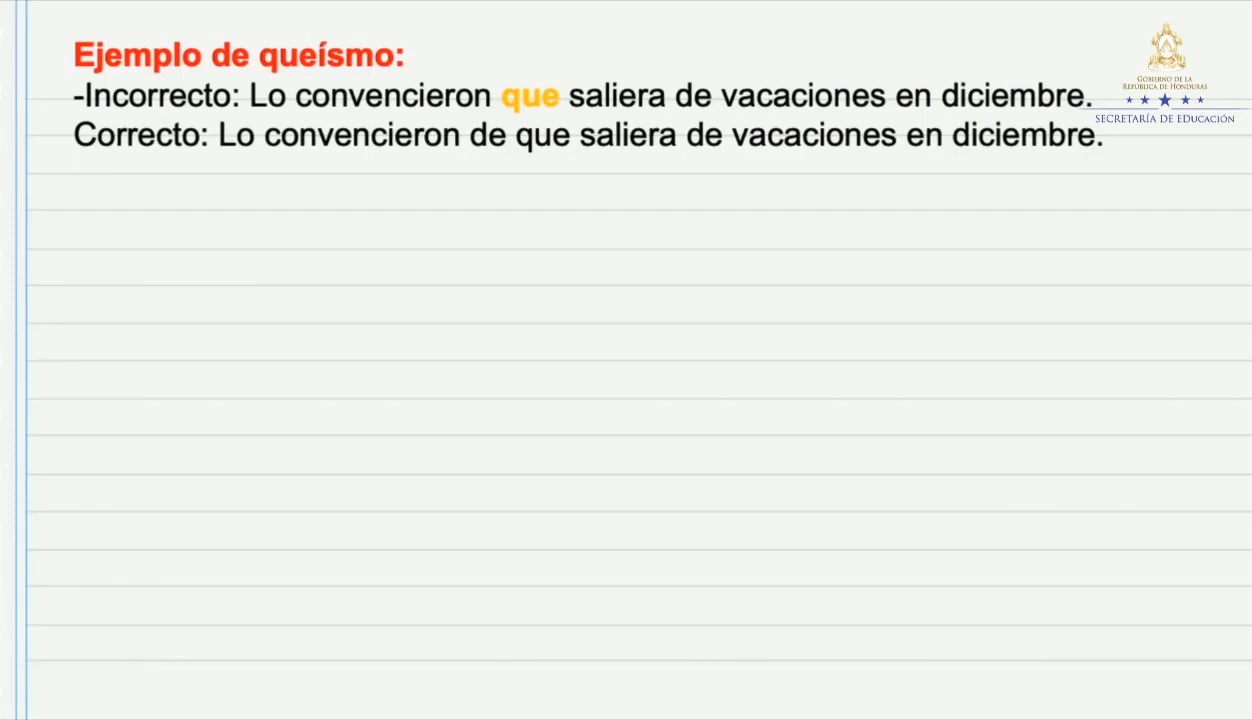 Ejemplo de queísmo:
-Incorrecto: Lo convencieron que saliera de vacaciones en diciembre.
Correcto: Lo convencieron de que saliera de vacaciones en diciembre.
GOBIERNO DE LA
REPÚBLICA DE HONDURAS
SECRETARÍA DE EDUCACIÓN